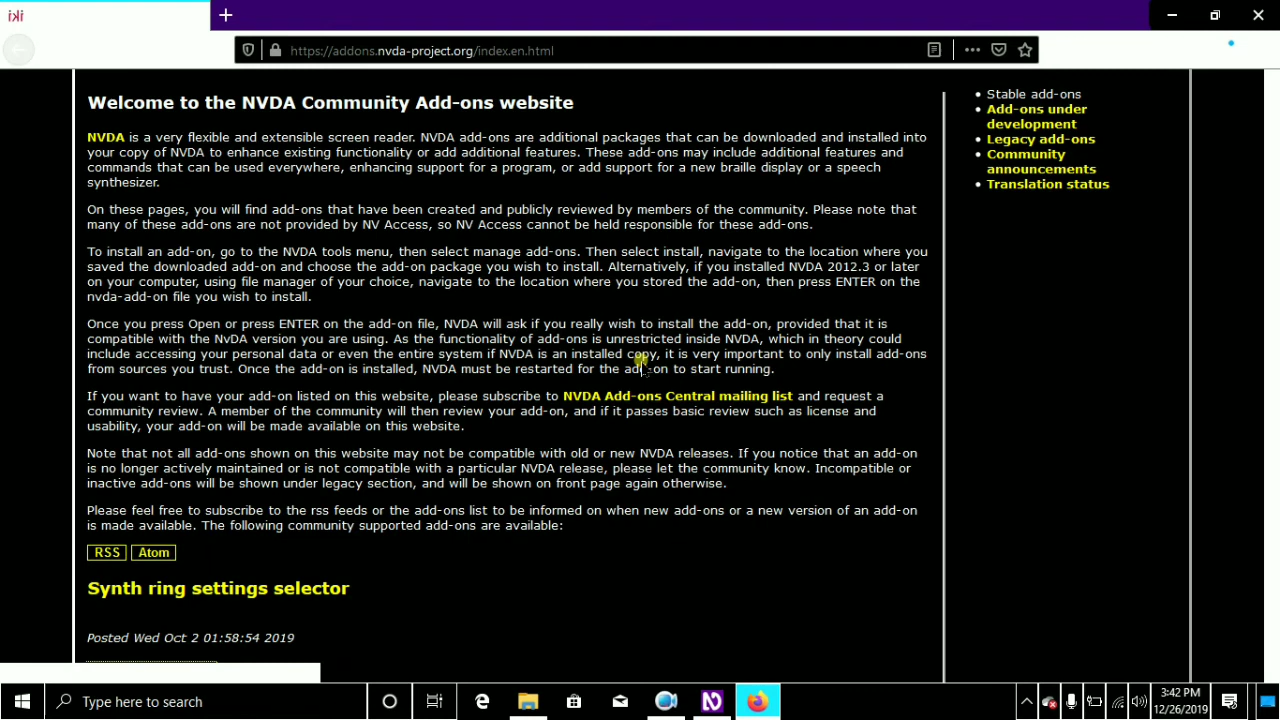 iki
https://addons.nvda-project.org/index.en.html
Welcome to the NVDA Community Add-ons website
NVDA is a very flexible and extensible screen reader. NVDA add-ons are additional packages that can be downloaded and installed into
your copy of NVDA to enhance existing functionality or add additional features. These add-ons may include additional features and
commands that can be used everywhere, enhancing support for a program, or add support for a new braille display or a speech
synthesizer.
On these pages, you will find add-ons that have been created and publicly reviewed by members of the community. Please note that
many of these add-ons are not provided by NV Access, so NV Access cannot be held responsible for these add-ons.
To install an add-on, go to the NVDA tools menu, then select manage add-ons. Then select install, navigate to the location where you
saved the downloaded add-on and choose the add-on package you wish to install. Alternatively, if you installed NVDA 2012.3 or later
on your computer, using file manager of your choice, navigate to the location where you stored the add-on, then press ENTER on the
nvda-add-on file you wish to install.
Once you press Open or press ENTER on the add-on file, NVDA will ask if you really wish to install the add-on, provided that it is
compatible with the NvDA version you are using. As the functionality of add-ons is unrestricted inside NVDA, which in theory could
include accessing your personal data or even the entire system if NVDA is an installed copy, it is very important to only install add-ons
from sources you trust. Once the add-on is installed, NVDA must be restarted for the add-on to start running.
If you want to have your add-on listed on this website, please subscribe to NVDA Add-ons Central mailing list and request a
community review. A member of the community will then review your add-on, and if it passes basic review such as license and
usability, your add-on will be made available on this website.
Note that not all add-ons shown on this website may not be compatible with old or new NVDA releases. If you notice that an add-on
is no longer actively maintained or is not compatible with a particular NVDA release, please let the community know. Incompatible or
inactive add-ons will be shown under legacy section, and will be shown on front page again otherwise.
Please feel free to subscribe to the rss feeds or the add-ons list to be informed on when new add-ons or a new version of an add-on
is made available. The following community supported add-ons are available:
RSS Atom
Synth ring settings selector
Posted Wed Oct 2 01:58:54 2019
Stable add-ons
Add-ons under
development
Legacy add-ons
Community
announcements
Translation status
Type here to search
3:42 PM
12/26/2019